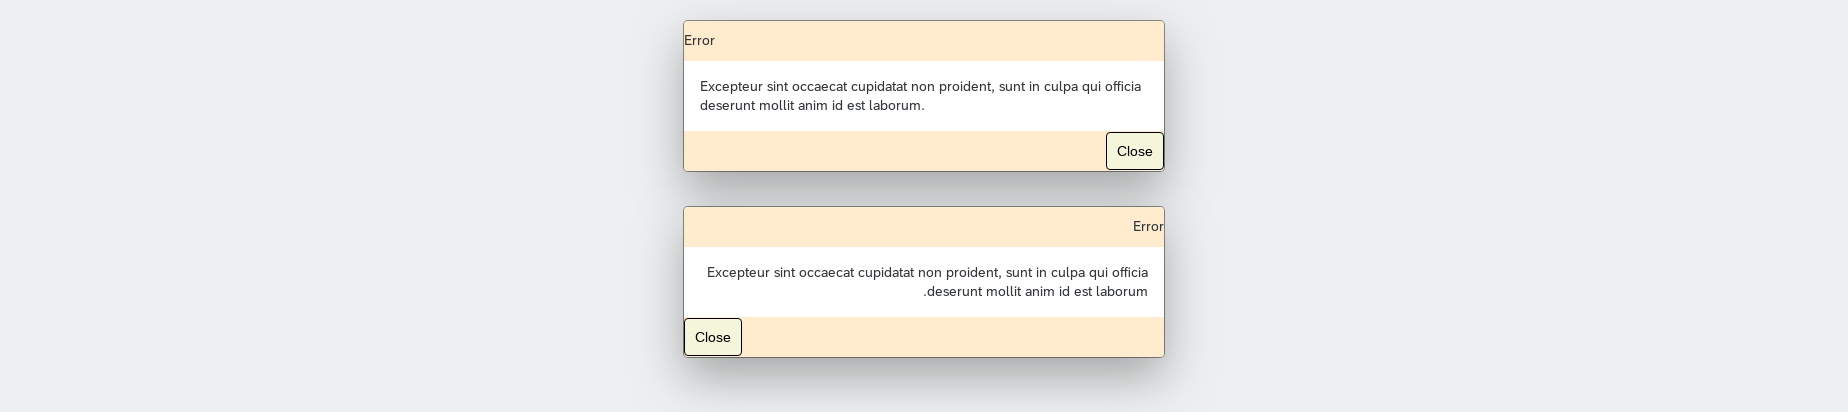 Error
Excepteur sint occaecat cupidatat non proident, sunt in culpa qui officia
deserunt mollit anim id est laborum.
Close
Error
Excepteur sint occaecat cupidatat non proident, sunt in culpa qui officia
.deserunt mollit anim id est laborum
Close